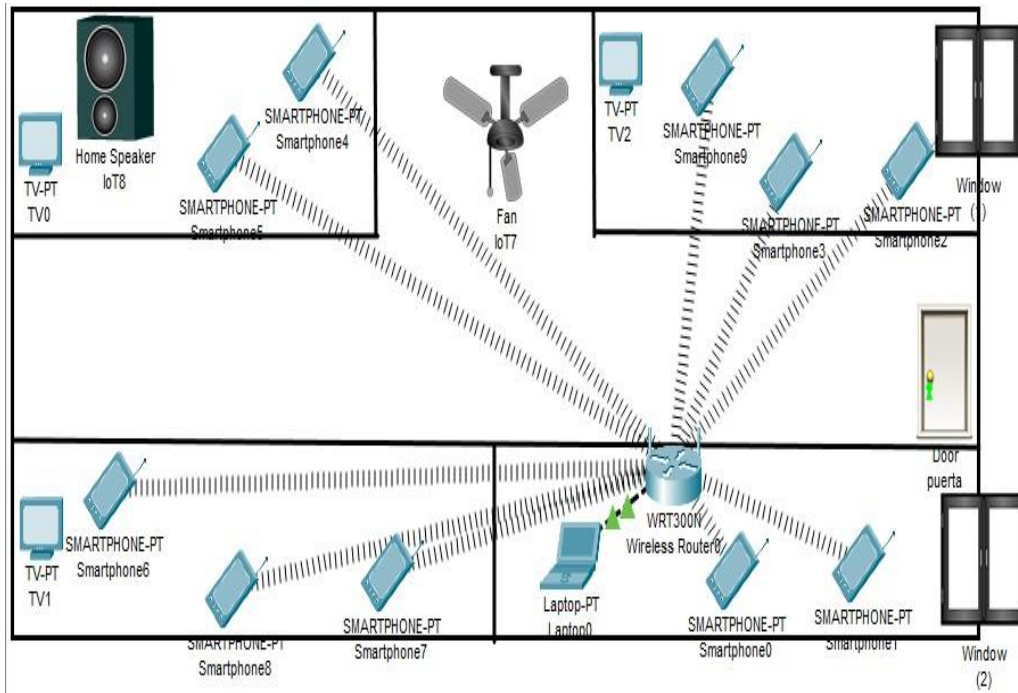 Home Speaker
IoT8
TV-PT
TV0
SMARTPHONE-PT
Smartphone4
SMARTPHONE-PT
Smartphone5
Fan
IoT7
TV-PT
TV2
SMARTPHONE-PT
Smartphone9
SMARTPHONE-PT
Smartphone3
SMARTPHONE-PT
Smartphone2
Window
(1)
Door
puerta
TV-PT
TV1
SMARTPHONE-PT
Smartphone6
SMARTPHONE-PT
Smartphone8
SMARTPHONE-PT
Smartphone7
WRT300N
Wireless Router0
Laptop-PT
Laptop0
SMARTPHONE-PT
Smartphone0
SMARTPHONE-PT
Smartphone1
Window
(2)